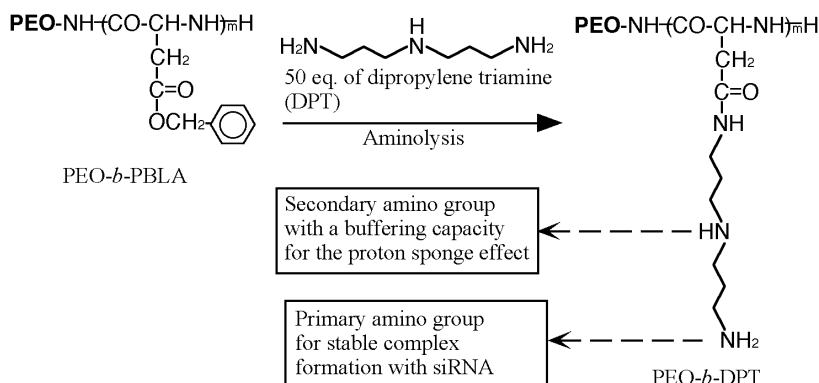 PEO-NH-(CO-CH-NH)mH
CH2
C=O
OCH2
PEO-b-PBLA
H2N
H
N
NH2
50 eq. of dipropylene triamine
(DPT)
Aminolysis
PEO-NH-(CO-CH-NH)mH
CH2
C=O
NH
HN
NH2
PEO-b-DPT
Secondary amino group
with a buffering capacity
for the proton sponge effect
Primary amino group
for stable complex
formation with siRNA